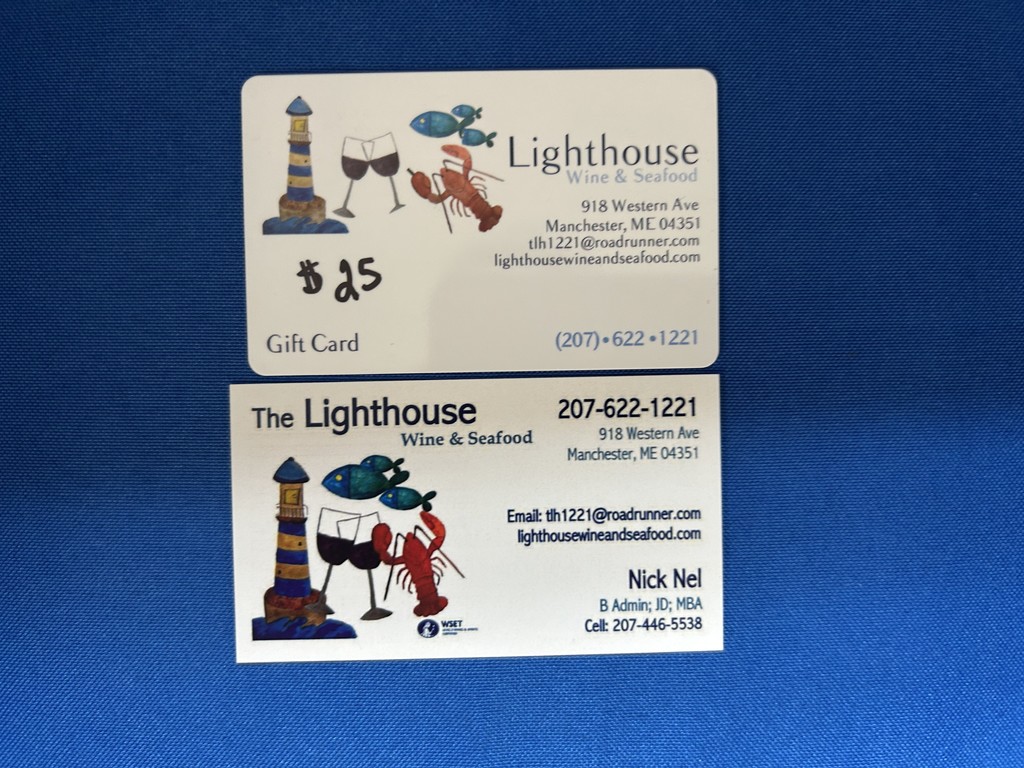 Lighthouse
Wine & Seafood
918 Western Ave
Manchester, ME 04351
tlh1221@roadrunner.com
lighthousewineandseafood.com
$25
Gift Card
(207)•622•1221
The Lighthouse
Wine & Seafood
207-622-1221
918 Western Ave
Manchester, ME 04351
Email: tlh1221@roadrunner.com
lighthousewineandseafood.com
Nick Nel
B Admin; JD; MBA
Cell: 207-446-5538
WSET